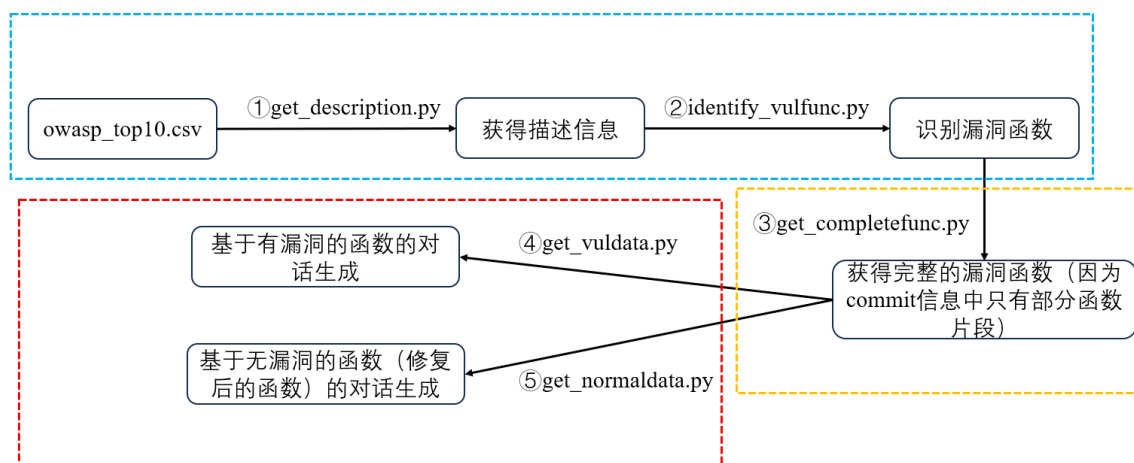 owasp_top10.csv
①get_description.py
获得描述信息
②identify_vulfunc.py
识别漏洞函数
③get_completefunc.py
获得完整的漏洞函数（因为
commit信息中只有部分函数
片段）
④get_vuldata.py
基于有漏洞的函数的对
话生成
⑤get_normaldata.py
基于无漏洞的函数（修复
后的函数）的对话生成